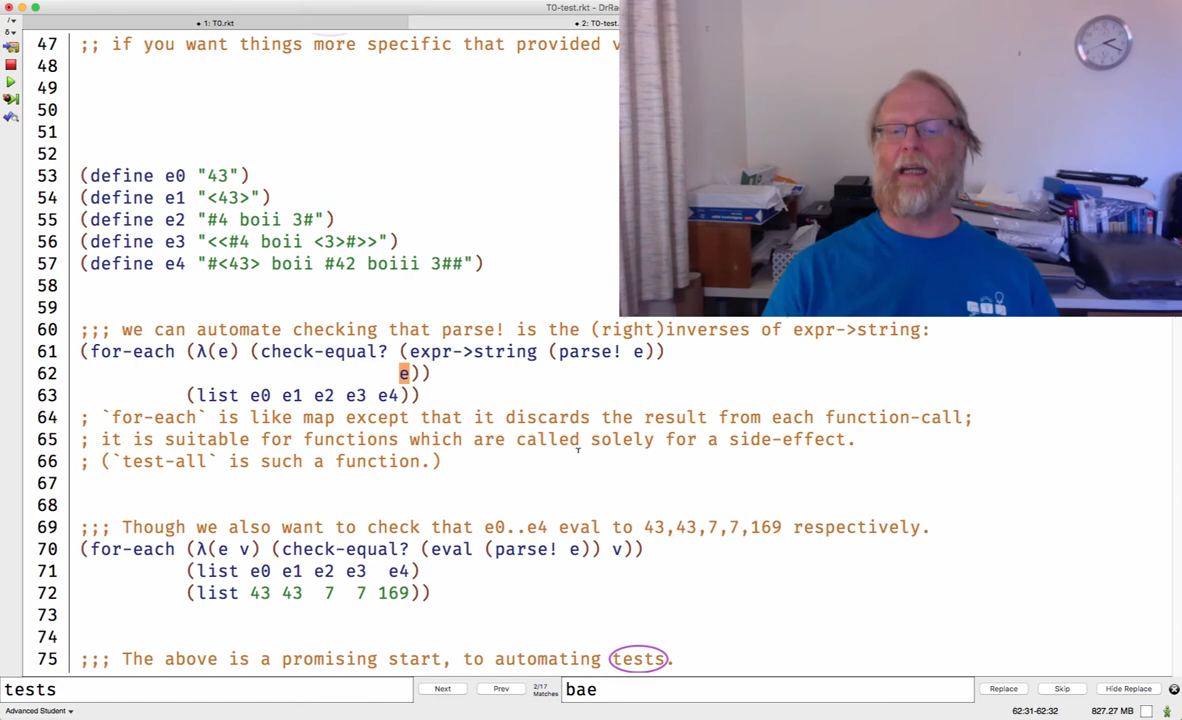 T0-test.rkt - DrRa
1: T0.rkt
2: T0-test.
47 ;; if you want things more specific that provided v
48
49
50
51
52
53 (define e0 "43")
54 (define e1 "<43>")
55 (define e2 "#4 boii 3#")
56 (define e3 "<<#4 boii <3>#>>")
57 (define e4 "#<43> boii #42 boiii 3##")
58
59
60 ;;; we can automate checking that parse! is the (right)inverses of expr->string:
61 (for-each (λ(e) (check-equal? (expr->string (parse! e))
62 e))
63 (list e0 e1 e2 e3 e4))
64 ; `for-each` is like map except that it discards the result from each function-call;
65 ; it is suitable for functions which are called solely for a side-effect.
66 ; (`test-all` is such a function.)
67
68
69 ;;; Though we also want to check that e0..e4 eval to 43,43,7,7,169 respectively.
70 (for-each (λ(e v) (check-equal? (eval (parse! e)) v))
71 (list e0 e1 e2 e3 e4)
72 (list 43 43 7 7 169))
73
74
75 ;;; The above is a promising start, to automating tests.
tests Next Prev 2/17 Matches bae Replace Skip Hide Replace
Advanced Student 62:31-62:32 827.27 MB